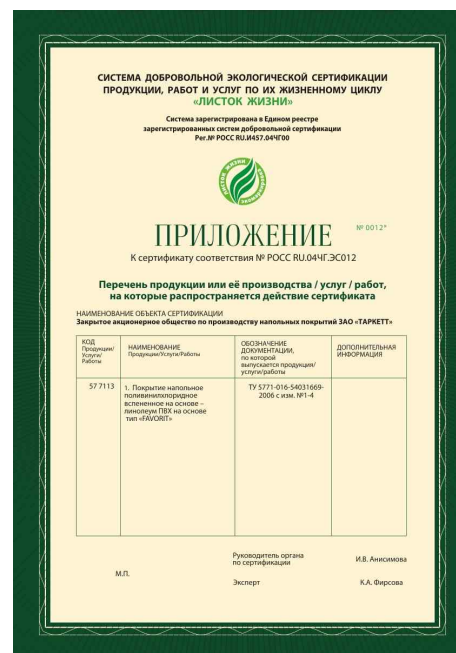 СИСТЕМА ДОБРОВОЛЬНОЙ ЭКОЛОГИЧЕСКОЙ СЕРТИФИКАЦИИ
ПРОДУКЦИИ, РАБОТ И УСЛУГ ПО ИХ ЖИЗНЕННОМУ ЦИКЛУ
«ЛИСТОК ЖИЗНИ»
Система зарегистрирована в Едином реестре
зарегистрированных систем добровольной сертификации
Рег.№ РОСС RU.И457.04ЧГ00
ПРИЛОЖЕНИЕ
№ 0012*
К сертификату соответствия № РОСС RU.04ЧГ.ЭС012
Перечень продукции или её производства / услуг / работ,
на которые распространяется действие сертификата
НАИМЕНОВАНИЕ ОБЪЕКТА СЕРТИФИКАЦИИ
Закрытое акционерное общество по производству напольных покрытий ЗАО «ТАРКЕТТ»
КОД
Продукции/
Услуги/
Работы
НАИМЕНОВАНИЕ
Продукции/Услуги/Работы
ОБОЗНАЧЕНИЕ
ДОКУМЕНТАЦИИ,
по которой
выпускается продукция/
услуги/работы
ДОПОЛНИТЕЛЬНАЯ
ИНФОРМАЦИЯ
57 7113
1. Покрытие напольное
поливинилхлоридное
вспененное на основе –
линолеум ПВХ на основе
тип «FAVORIT»
ТУ 5771-016-54031669-
2006 с изм. №1-4
Руководитель органа
по сертификации
И.В. Анисимова
М.П.
Эксперт
К.А. Фирсова